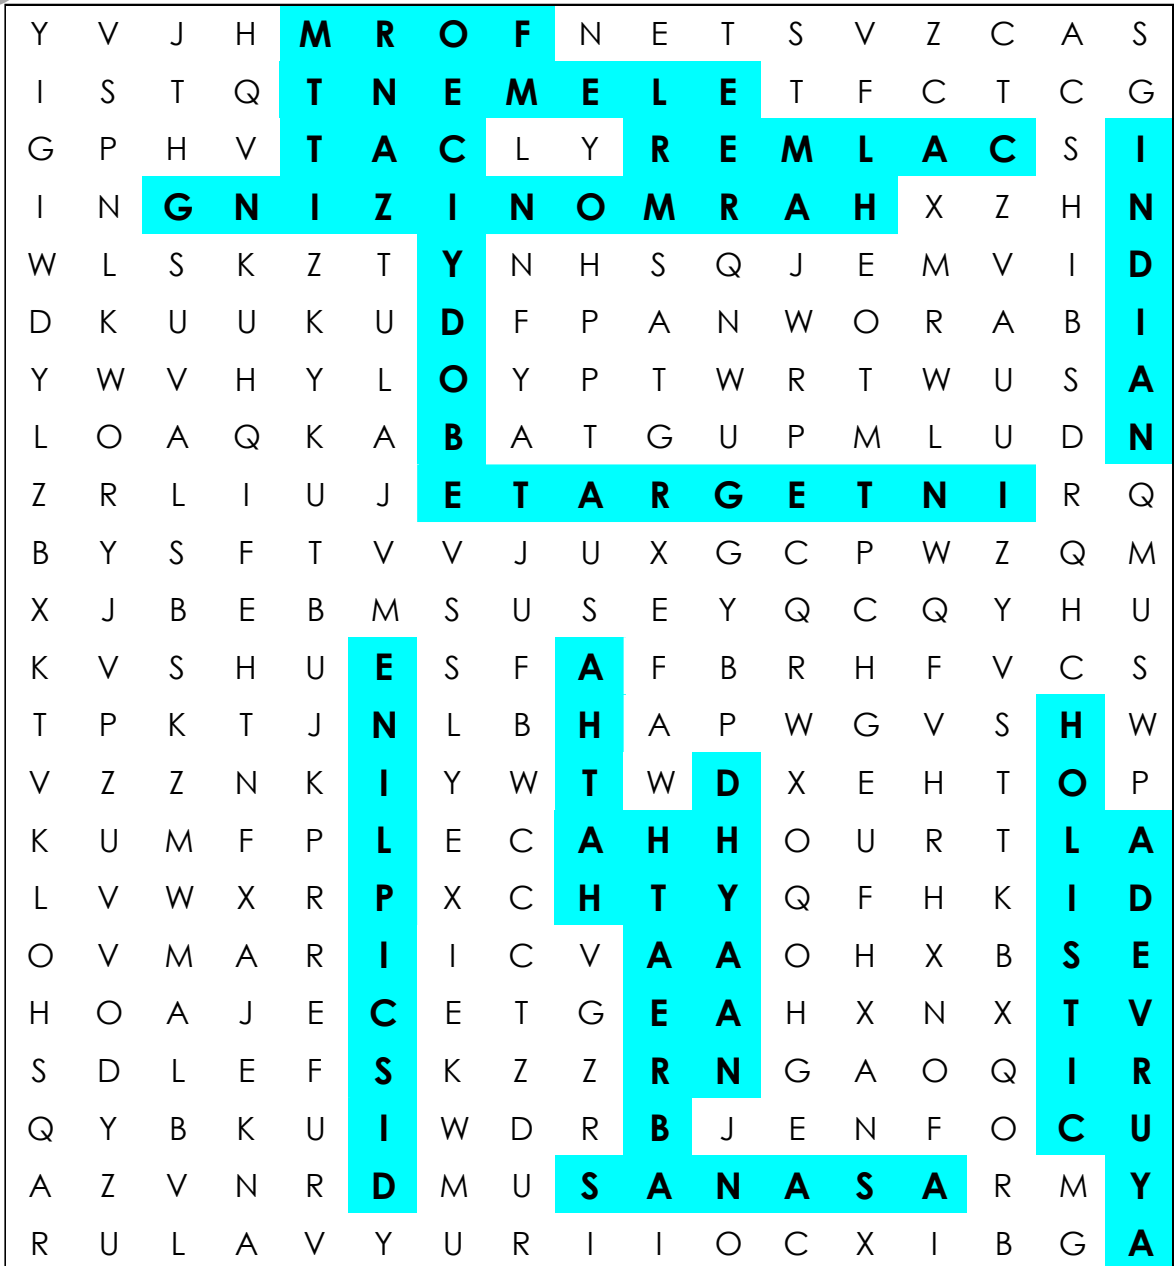 Y V J H M R O F N E T S V Z C A S
I S T Q T N E M E L E T F C T C G
G P H V T A C L Y R E M L A C S I
I N G N I Z I N O M R A H X Z H N
W L S K Z T Y N H S Q J E M V I D
D K U U K U D F P A N W O R A B I
Y W V H Y L O Y P T W R T W U S A
L O A Q K A B A T G U P M L U D N
Z R L I U J E T A R G E T N I R Q
B Y S F T V V J U X G C P W Z Q M
X J B E B M S U S E Y Q C Q Y H U
K V S H U E S F A F B R H F V C S
T P K T J N L B H A P W G V S H W
V Z Z N K I Y W T W D X E H T O P
K U M F P L E C A H H O U R T L A
L V W X R P X C H T Y Q F H K I D
O V M A R I I C V A A O H X B S E
H O A J E C E T G E A H X N X T V
S D L E F S K Z Z R N G A O Q I R
Q Y B K U I W D R B J E N F O C U
A Z V N R D M U S A N A S A R M Y
R U L A V Y U R I I O C X I B G A